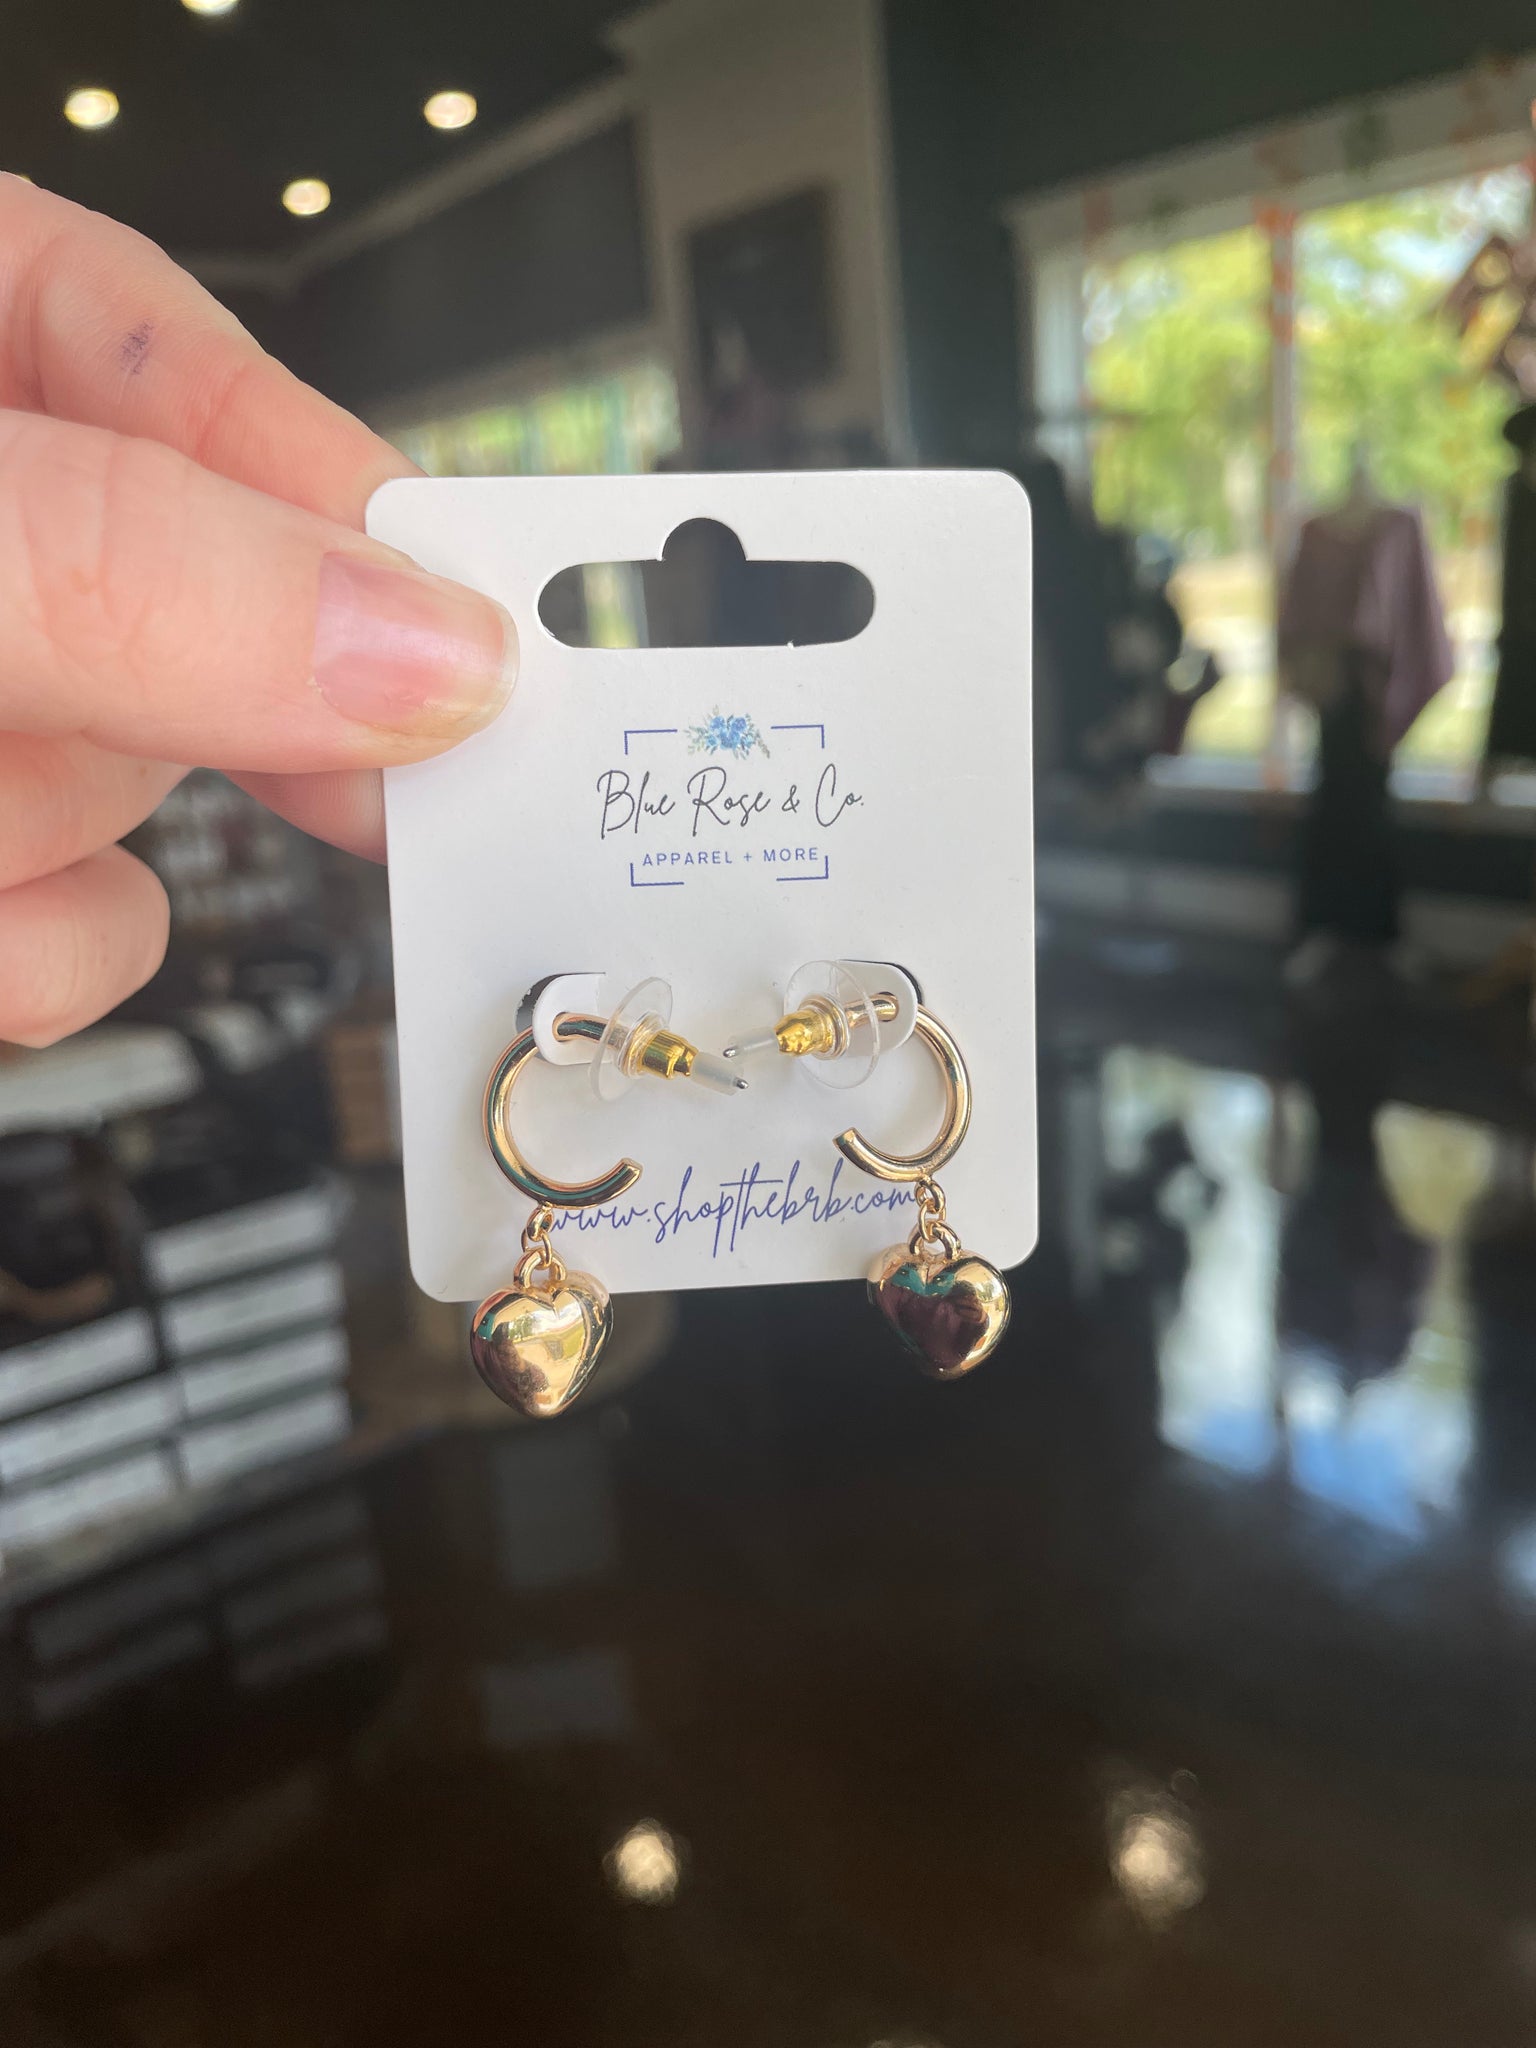 Blue Rose & Co.
APPAREL + MORE
www.shopthebrb.com